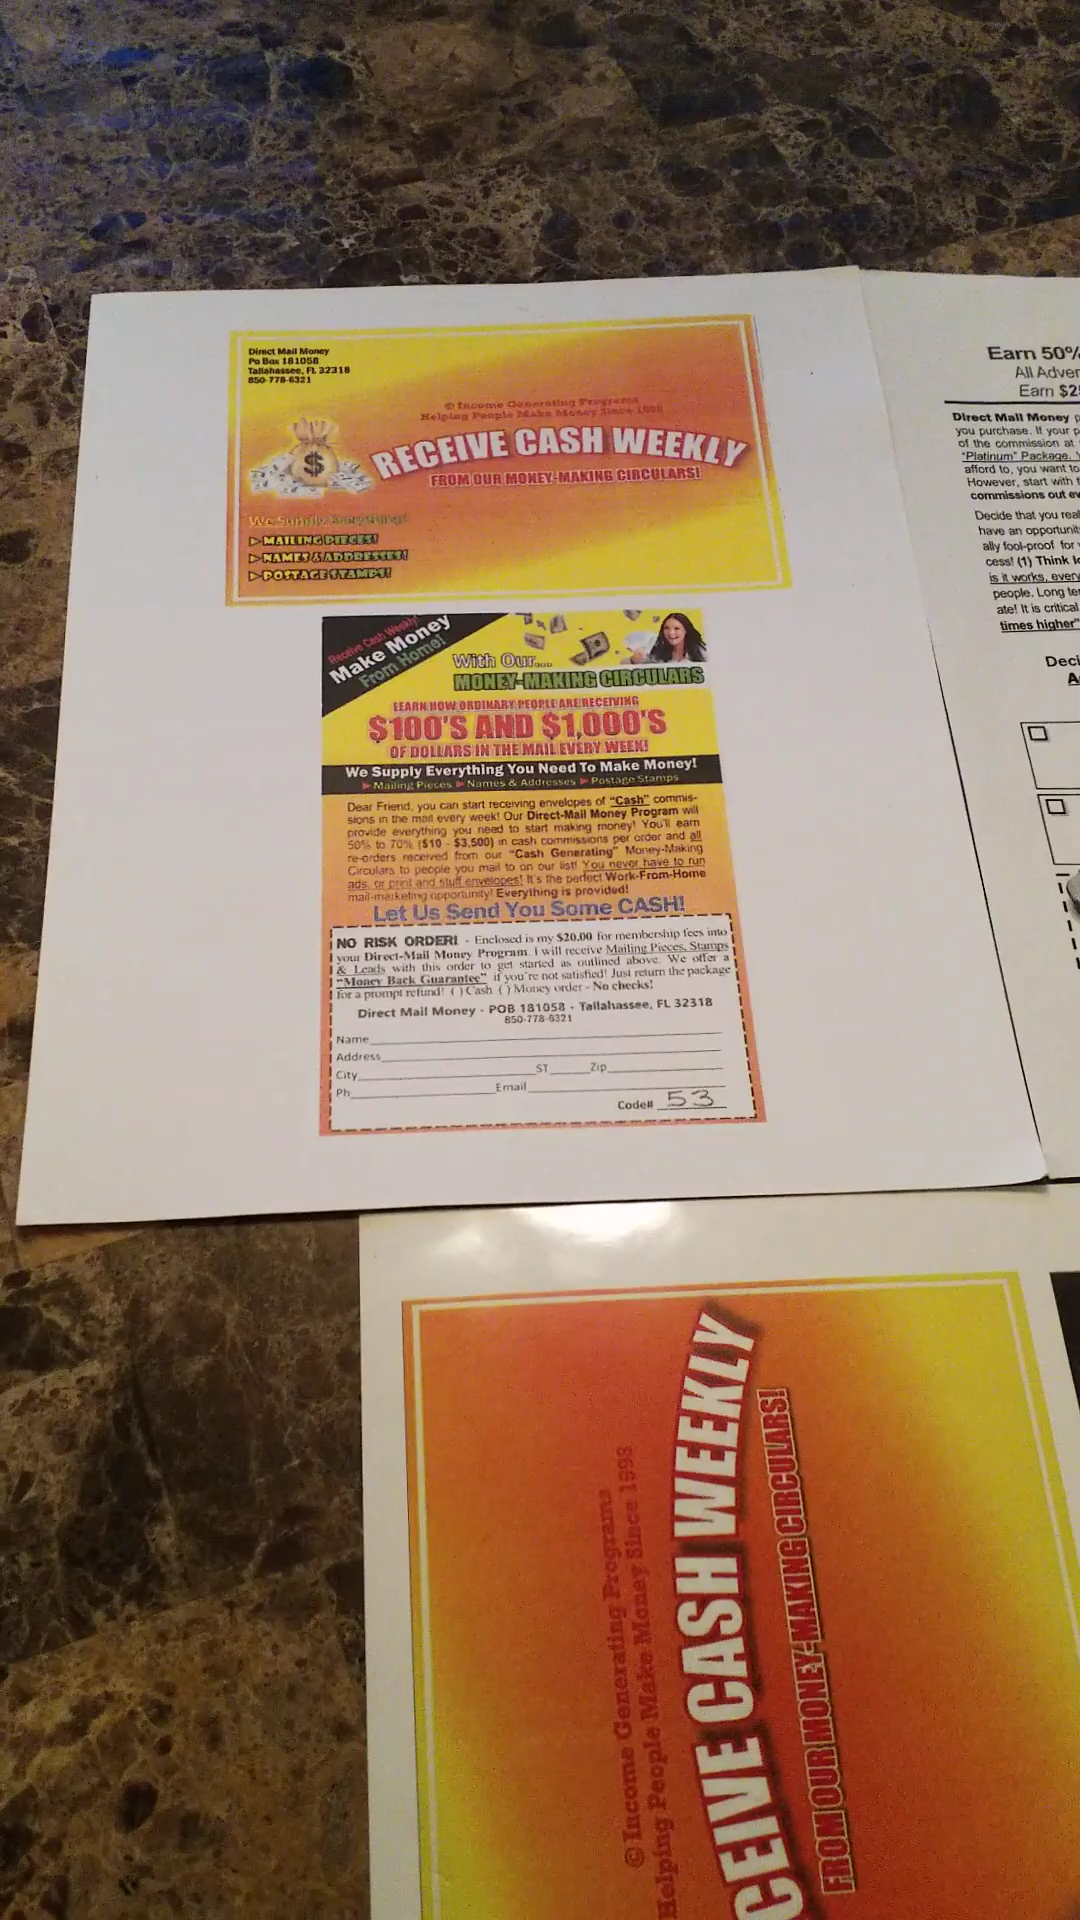 Direct Mail Money
Po Box 181058
Tallahassee, FL 32318
850-778-6321
© Income Generating Programs
Helping People Make Money Since 1998
RECEIVE CASH WEEKLY
FROM OUR MONEY-MAKING CIRCULARS!
$
We Supply Everything!
MAILING PIECES!
NAMES & ADDRESSES!
POSTAGE STAMPS!
Receive Cash Weekly!
Make Money
From Home!
With Our...
MONEY-MAKING CIRCULARS
LEARN HOW ORDINARY PEOPLE ARE RECEIVING
$100'S AND $1,000'S
OF DOLLARS IN THE MAIL EVERY WEEK!
We Supply Everything You Need To Make Money!
Mailing Pieces Names & Addresses Postage Stamps
Dear Friend, you can start receiving envelopes of "Cash" commis-
sions in the mail every week! Our Direct-Mail Money Program will
provide everything you need to start making money! You'll earn
50% to 70% ($10 - $3,500) in cash commissions per order and all
re-orders received from our "Cash Generating" Money-Making
Circulars to people you mail to on our list! You never have to run
ads, or print and stuff envelopes! It's the perfect Work-From-Home
mail-marketing opportunity! Everything is provided!
Let Us Send You Some CASH!
NO RISK ORDER! - Enclosed is my $20.00 for membership fees into
your Direct-Mail Money Program. I will receive Mailing Pieces, Stamps
& Leads with this order to get started as outlined above. We offer a
"Money Back Guarantee" if you're not satisfied! Just return the package
for a prompt refund! ( ) Cash ( ) Money order - No checks!
Direct Mail Money - POB 181058 - Tallahassee, FL 32318
850-778-6321
Name
Address
City ST Zip
Ph Email
Code# 53
Earn 50%
All Adver
Earn $2
Direct Mail Money p
you purchase. If your p
of the commission at
"Platinum" Package.
afford to, you want to
However, start with
commissions out ev
Decide that you real
have an opportunit
ally fool-proof for
cess! (1) Think lo
is it works, every
people. Long te
ate! It is critical
times higher"
Deci
A
© Income Generating Programs
Helping People Make Money Since 1998
CEIVE CASH WEEKLY
FROM OUR MONEY-MAKING CIRCULARS!